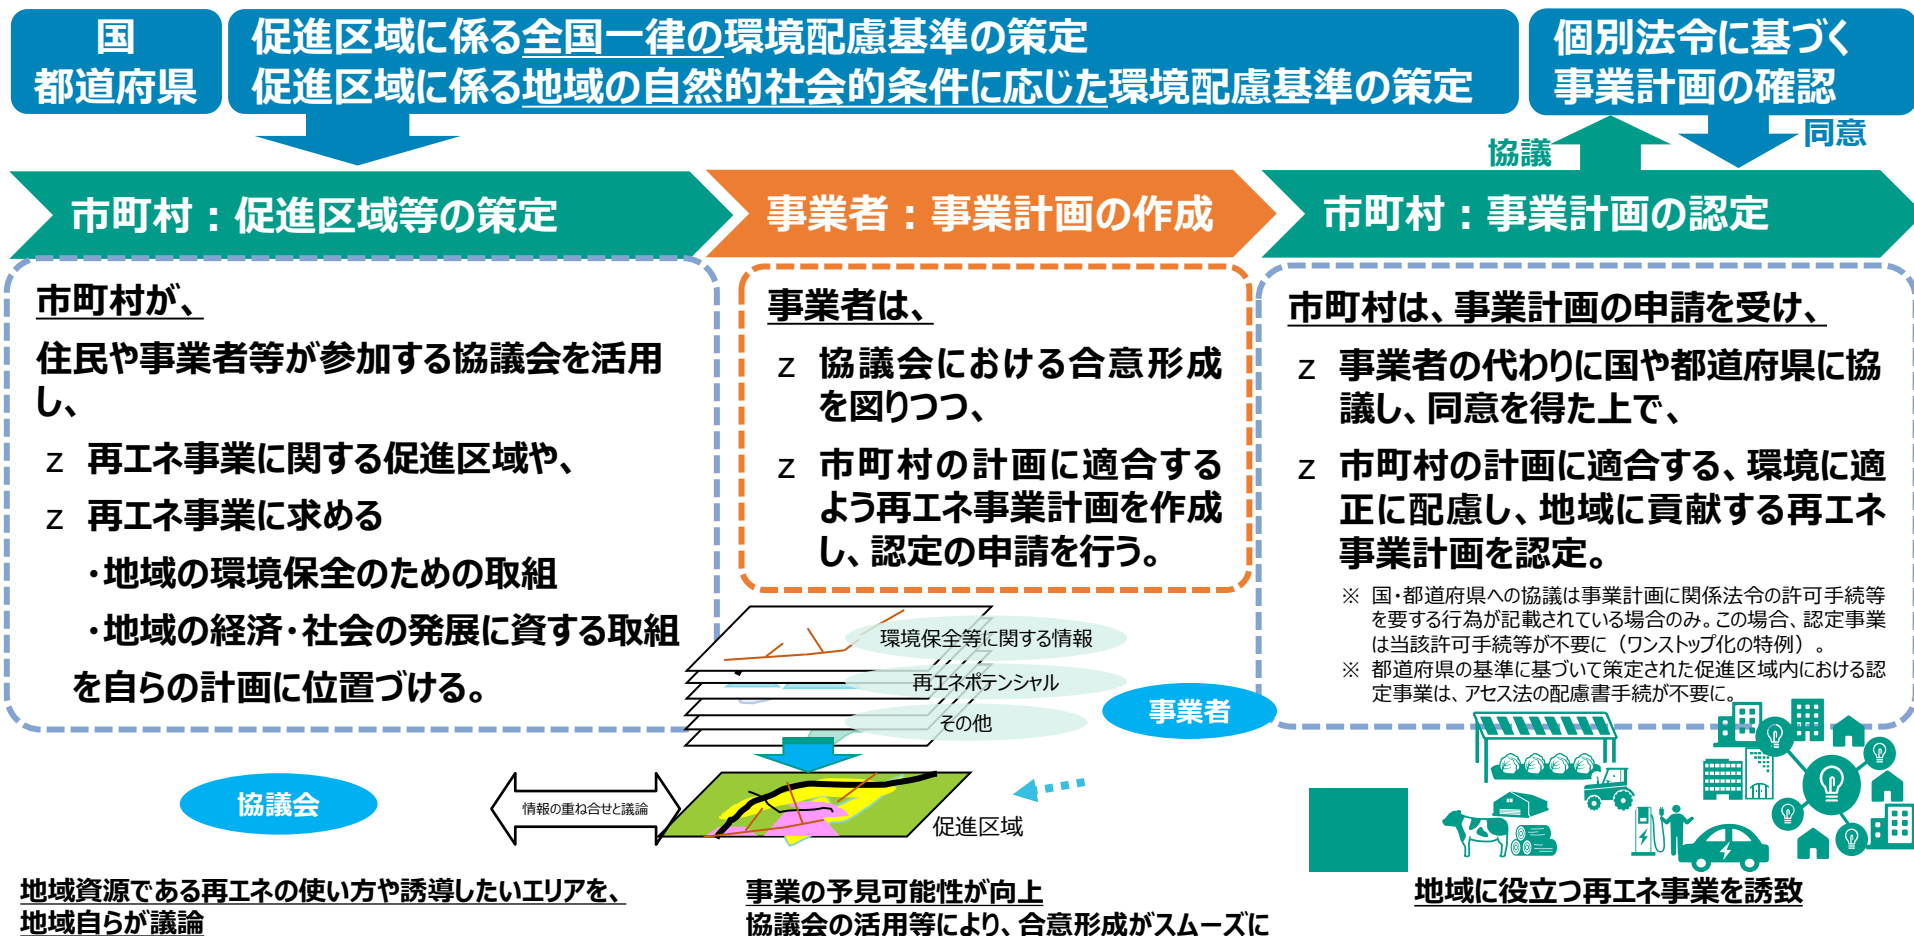 国
都道府県
促進区域に係る全国一律の環境配慮基準の策定
促進区域に係る地域の自然的社会的条件に応じた環境配慮基準の策定
個別法令に基づく
事業計画の確認
協議
同意
市町村：促進区域等の策定
事業者：事業計画の作成
市町村：事業計画の認定
市町村が、
住民や事業者等が参加する協議会を活用
し、
z 再エネ事業に関する促進区域や、
z 再エネ事業に求める
・地域の環境保全のための取組
・地域の経済・社会の発展に資する取組
を自らの計画に位置づける。
事業者は、
z 協議会における合意形成
を図りつつ、
z 市町村の計画に適合する
よう再エネ事業計画を作成
し、認定の申請を行う。
市町村は、事業計画の申請を受け、
z 事業者の代わりに国や都道府県に協
議し、同意を得た上で、
z 市町村の計画に適合する、環境に適
正に配慮し、地域に貢献する再エネ
事業計画を認定。
※ 国・都道府県への協議は事業計画に関係法令の許可手続等
を要する行為が記載されている場合のみ。この場合、認定事業
は当該許可手続等が不要に（ワンストップ化の特例）。
※ 都道府県の基準に基づいて策定された促進区域内における認
定事業は、アセス法の配慮書手続が不要に。
環境保全等に関する情報
再エネポテンシャル
その他
事業者
協議会
情報の重ね合せと議論
促進区域
地域資源である再エネの使い方や誘導したいエリアを、
地域自らが議論
事業の予見可能性が向上
協議会の活用等により、合意形成がスムーズに
地域に役立つ再エネ事業を誘致